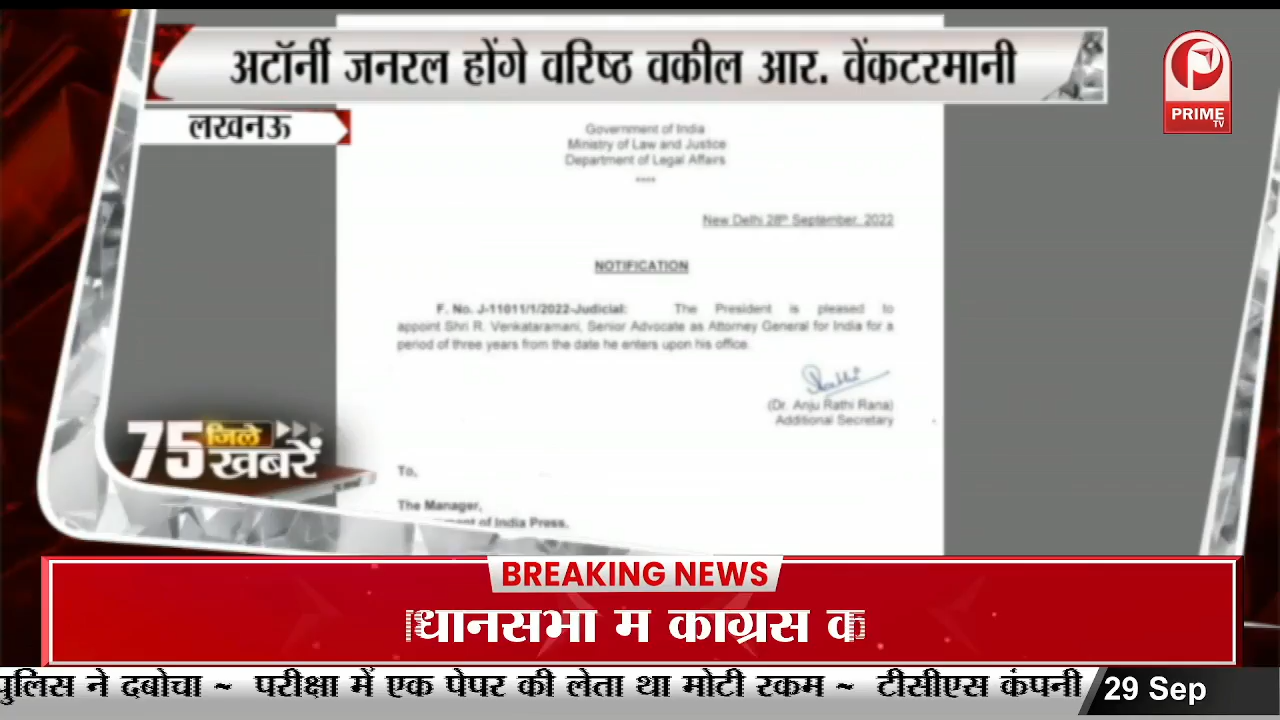 अटॉर्नी जनरल होंगे वरिष्ठ वकील आर. वेंकटरमानी
PRIME
TV
लखनऊ
Government of India
Ministry of Law and Justice
Department of Legal Affairs
****
New Delhi 28th September, 2022
NOTIFICATION
F. No. J-11011/1/2022-Judicial: The President is pleased to
appoint Shri R. Venkataramani, Senior Advocate as Attorney General for India for a
period of three years from the date he enters upon his office.
(Dr. Anju Rathi Rana)
Additional Secretary
75 जिले
खबरें
To,
The Manager,
of India Press.
BREAKING NEWS
पुलिस ने दबोचा ~ परीक्षा में एक पेपर की लेता था मोटी रकम ~ टीसीएस कंपनी
29 Sep